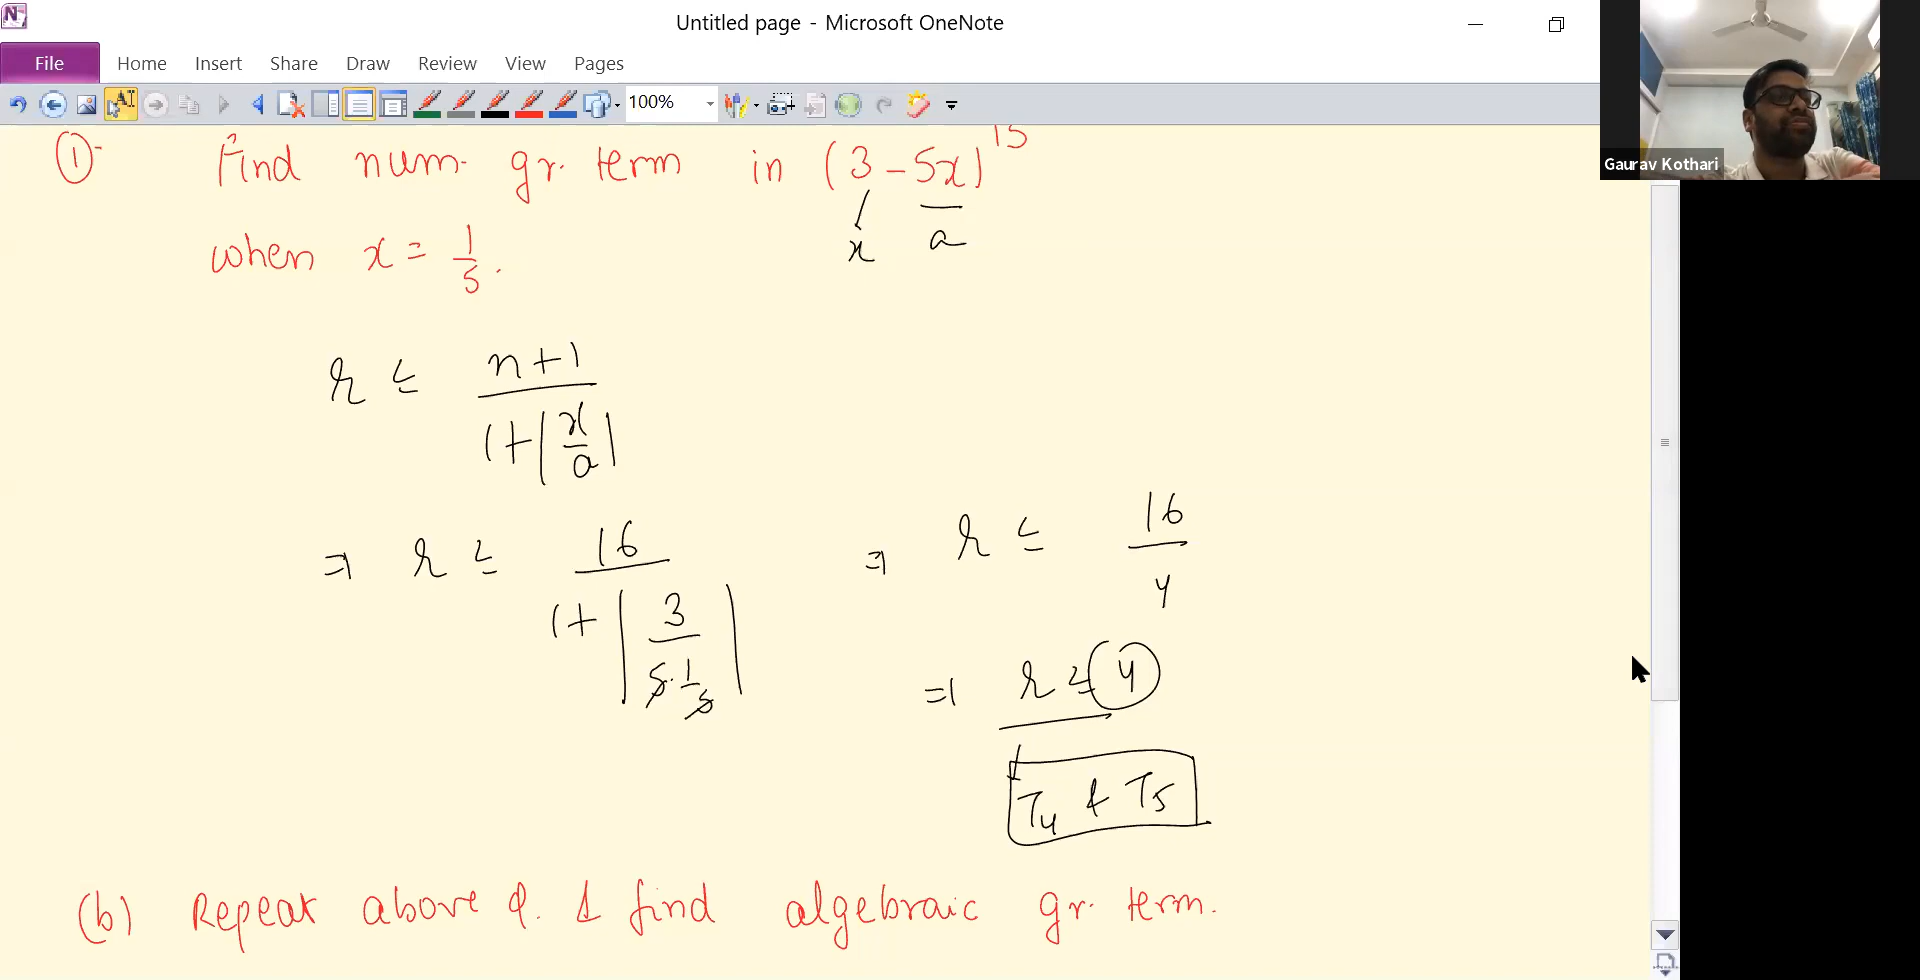 Untitled page - Microsoft OneNote
File Home Insert Share Draw Review View Pages
100%
Gaurav Kothari
① Find num. gr. term in (3 – 5x)^15
x a
when x = 1/5.
r ≤ (n+1)/(1+|x/a|)
⇒ r ≤ 16/(1+|3/(5·1/5)|) ⇒ r ≤ 16/4
⇒ r ≤ 4
T4 & T5
(b) Repeat above Q. & find algebraic gr. term.